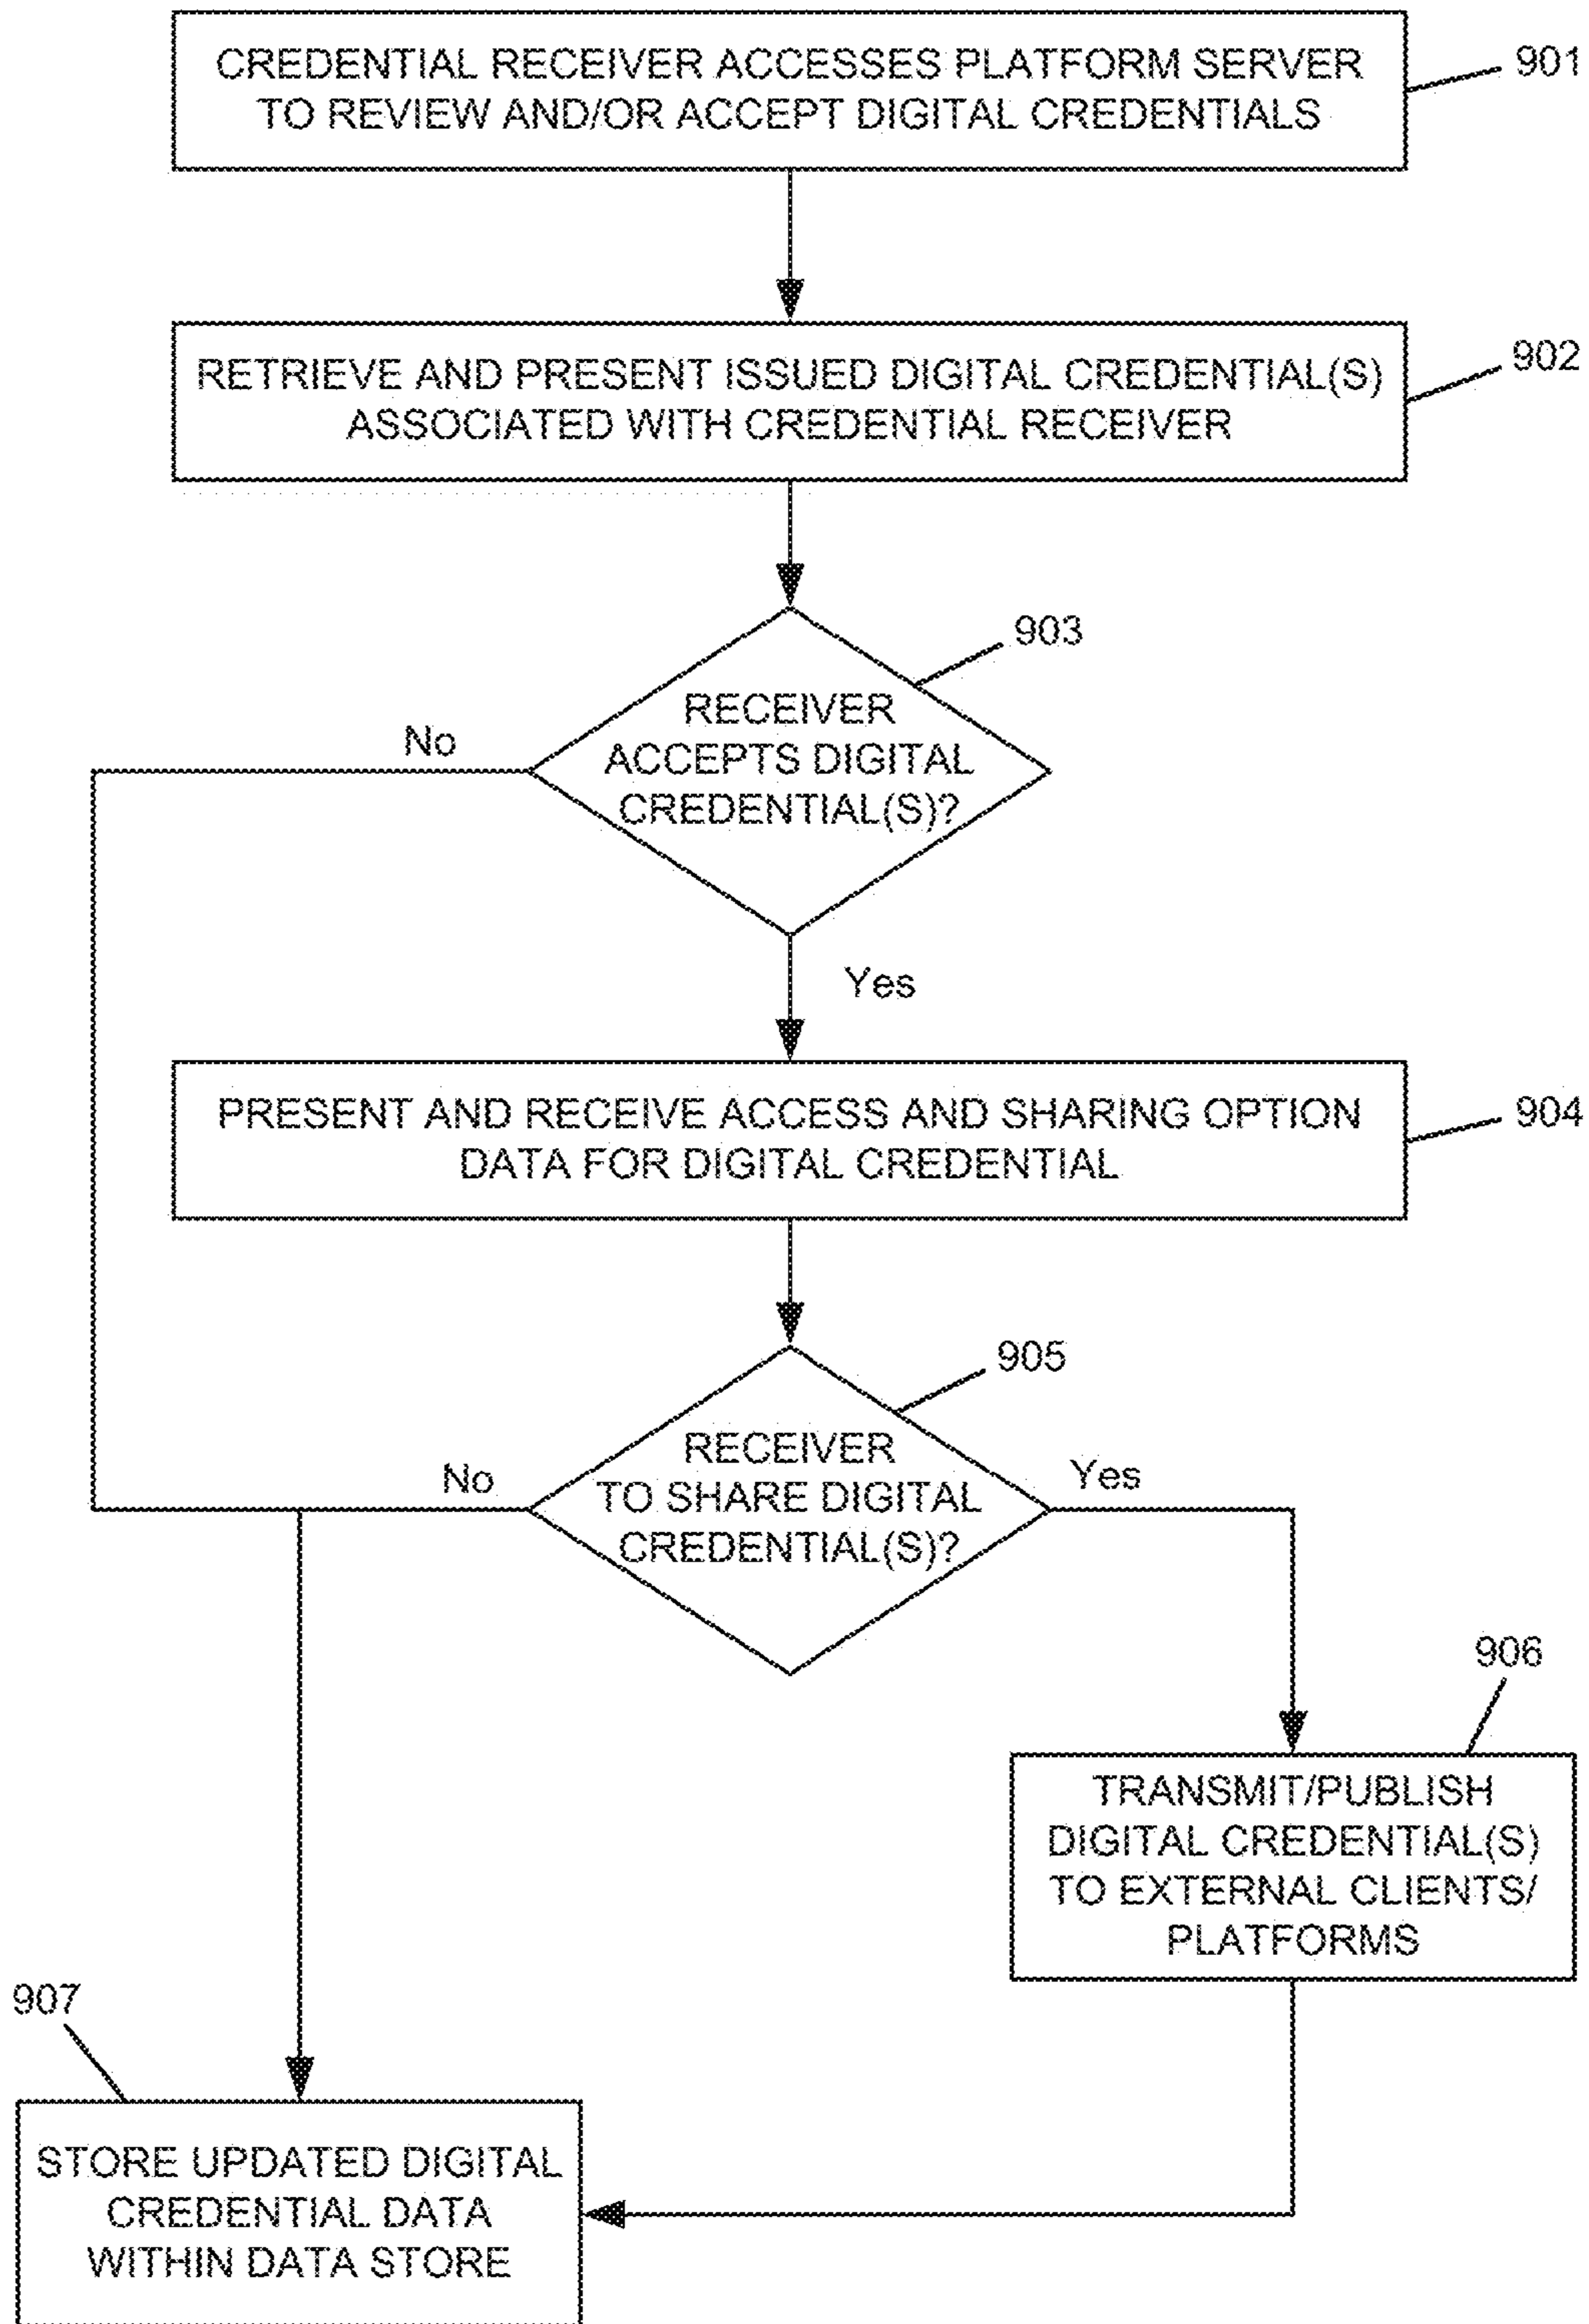 CREDENTIAL RECEIVER ACCESSES PLATFORM SERVER
TO REVIEW AND/OR ACCEPT DIGITAL CREDENTIALS
901
RETRIEVE AND PRESENT ISSUED DIGITAL CREDENTIAL(S)
ASSOCIATED WITH CREDENTIAL RECEIVER
902
903
RECEIVER
ACCEPTS DIGITAL
CREDENTIAL(S)?
No
Yes
PRESENT AND RECEIVE ACCESS AND SHARING OPTION
DATA FOR DIGITAL CREDENTIAL
904
905
RECEIVER
TO SHARE DIGITAL
CREDENTIAL(S)?
No
Yes
906
TRANSMIT/PUBLISH
DIGITAL CREDENTIAL(S)
TO EXTERNAL CLIENTS/
PLATFORMS
907
STORE UPDATED DIGITAL
CREDENTIAL DATA
WITHIN DATA STORE